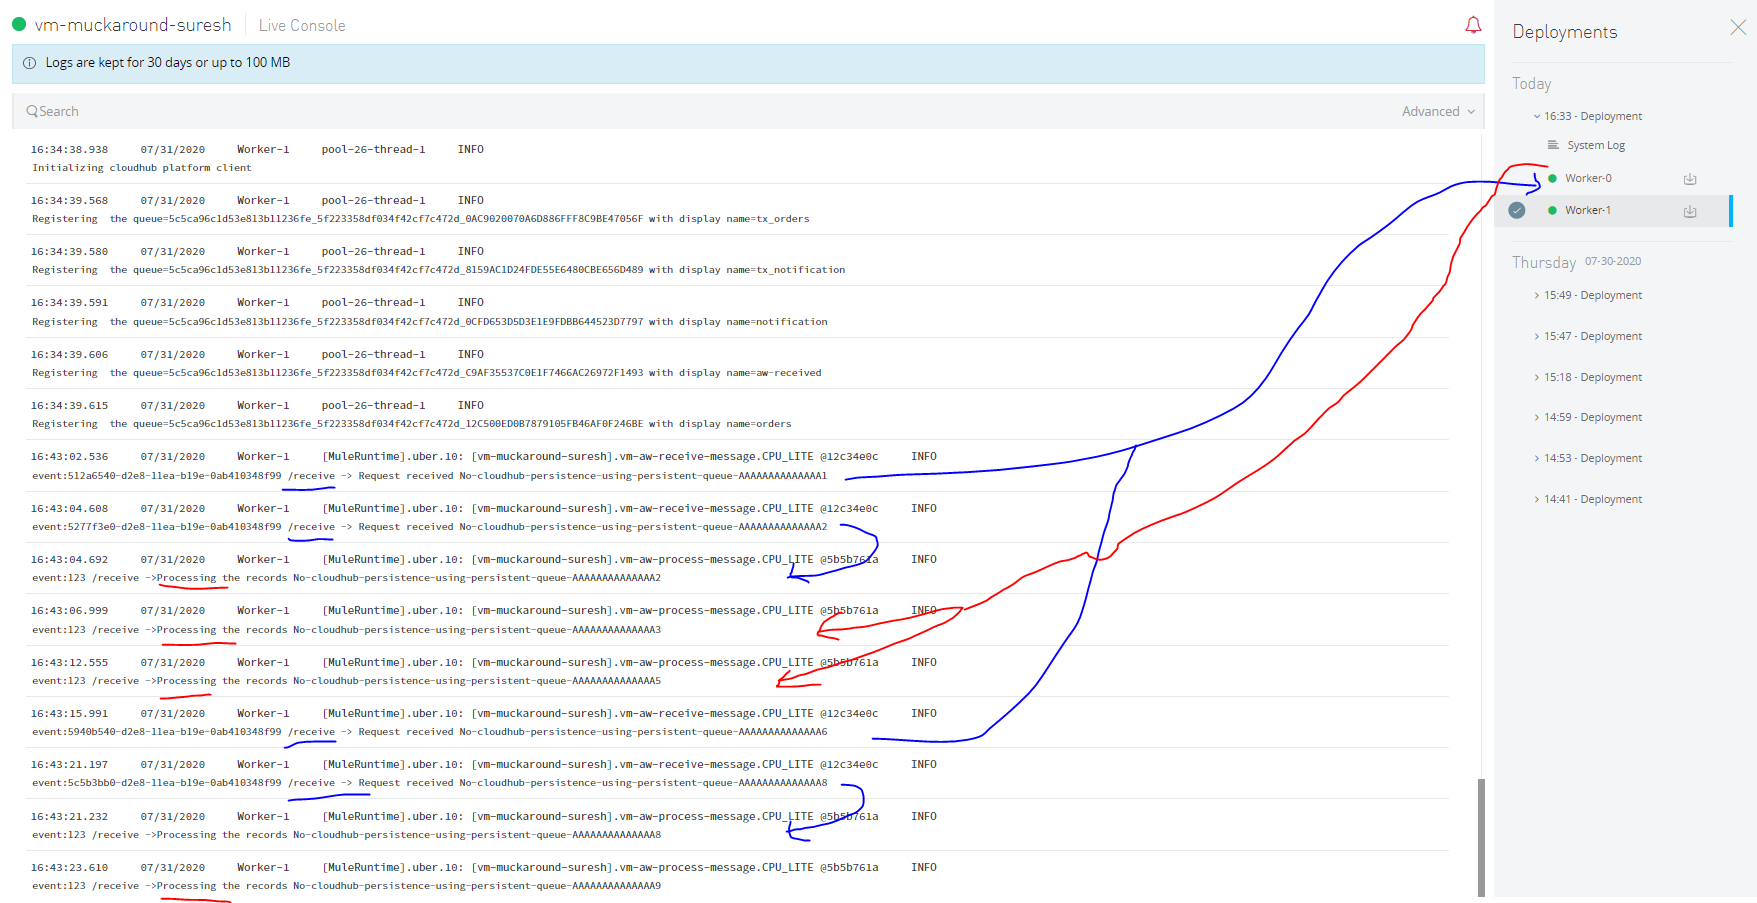 vm-muckaround-suresh Live Console
Logs are kept for 30 days or up to 100 MB
Search Advanced
16:34:38.938 07/31/2020 Worker-1 pool-26-thread-1 INFO
Initializing cloudhub platform client
16:34:39.568 07/31/2020 Worker-1 pool-26-thread-1 INFO
Registering the queue=5c5ca96c1d53e813b11236fe_5f223358df034f42cf7c472d_0AC9020070A6D886FFF8C9BE47056F with display name=tx_orders
16:34:39.580 07/31/2020 Worker-1 pool-26-thread-1 INFO
Registering the queue=5c5ca96c1d53e813b11236fe_5f223358df034f42cf7c472d_8159AC1D24FDE55E6480CBE656D489 with display name=tx_notification
16:34:39.591 07/31/2020 Worker-1 pool-26-thread-1 INFO
Registering the queue=5c5ca96c1d53e813b11236fe_5f223358df034f42cf7c472d_0CFD653D5D3E1E9FDBB644523D7797 with display name=notification
16:34:39.606 07/31/2020 Worker-1 pool-26-thread-1 INFO
Registering the queue=5c5ca96c1d53e813b11236fe_5f223358df034f42cf7c472d_C9AF35537C0E1F7466AC26972F1493 with display name=aw-received
16:34:39.615 07/31/2020 Worker-1 pool-26-thread-1 INFO
Registering the queue=5c5ca96c1d53e813b11236fe_5f223358df034f42cf7c472d_12C500ED0B7879105FB46AF0F246BE with display name=orders
16:43:02.536 07/31/2020 Worker-1 [MuleRuntime].uber.10: [vm-muckaround-suresh].vm-aw-receive-message.CPU_LITE @12c34e0c INFO
event:512a6540-d2e8-11ea-b19e-0ab410348f99 /receive -> Request received No-cloudhub-persistence-using-persistent-queue-AAAAAAAAAAAAAA1
16:43:04.608 07/31/2020 Worker-1 [MuleRuntime].uber.10: [vm-muckaround-suresh].vm-aw-receive-message.CPU_LITE @12c34e0c INFO
event:5277f3e0-d2e8-11ea-b19e-0ab410348f99 /receive -> Request received No-cloudhub-persistence-using-persistent-queue-AAAAAAAAAAAAAA2
16:43:04.692 07/31/2020 Worker-1 [MuleRuntime].uber.10: [vm-muckaround-suresh].vm-aw-process-message.CPU_LITE @5b5b761a INFO
event:123 /receive ->Processing the records No-cloudhub-persistence-using-persistent-queue-AAAAAAAAAAAAAA2
16:43:06.999 07/31/2020 Worker-1 [MuleRuntime].uber.10: [vm-muckaround-suresh].vm-aw-process-message.CPU_LITE @5b5b761a INFO
event:123 /receive ->Processing the records No-cloudhub-persistence-using-persistent-queue-AAAAAAAAAAAAAA3
16:43:12.555 07/31/2020 Worker-1 [MuleRuntime].uber.10: [vm-muckaround-suresh].vm-aw-process-message.CPU_LITE @5b5b761a INFO
event:123 /receive ->Processing the records No-cloudhub-persistence-using-persistent-queue-AAAAAAAAAAAAAA5
16:43:15.991 07/31/2020 Worker-1 [MuleRuntime].uber.10: [vm-muckaround-suresh].vm-aw-receive-message.CPU_LITE @12c34e0c INFO
event:5940b540-d2e8-11ea-b19e-0ab410348f99 /receive -> Request received No-cloudhub-persistence-using-persistent-queue-AAAAAAAAAAAAAA6
16:43:21.197 07/31/2020 Worker-1 [MuleRuntime].uber.10: [vm-muckaround-suresh].vm-aw-receive-message.CPU_LITE @12c34e0c INFO
event:5c5b3bb0-d2e8-11ea-b19e-0ab410348f99 /receive -> Request received No-cloudhub-persistence-using-persistent-queue-AAAAAAAAAAAAAA8
16:43:21.232 07/31/2020 Worker-1 [MuleRuntime].uber.10: [vm-muckaround-suresh].vm-aw-process-message.CPU_LITE @5b5b761a INFO
event:123 /receive ->Processing the records No-cloudhub-persistence-using-persistent-queue-AAAAAAAAAAAAAA8
16:43:23.610 07/31/2020 Worker-1 [MuleRuntime].uber.10: [vm-muckaround-suresh].vm-aw-process-message.CPU_LITE @5b5b761a INFO
event:123 /receive ->Processing the records No-cloudhub-persistence-using-persistent-queue-AAAAAAAAAAAAAA9
Deployments
Today
16:33 - Deployment
System Log
Worker-0
Worker-1
Thursday 07-30-2020
15:49 - Deployment
15:47 - Deployment
15:18 - Deployment
14:59 - Deployment
14:53 - Deployment
14:41 - Deployment